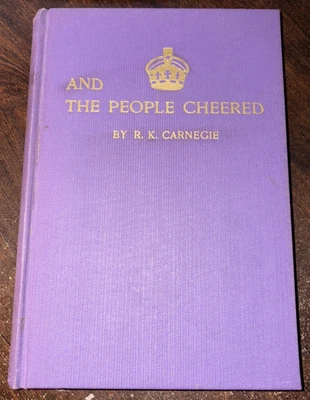 AND
THE PEOPLE CHEERED
BY R. K. CARNEGIE